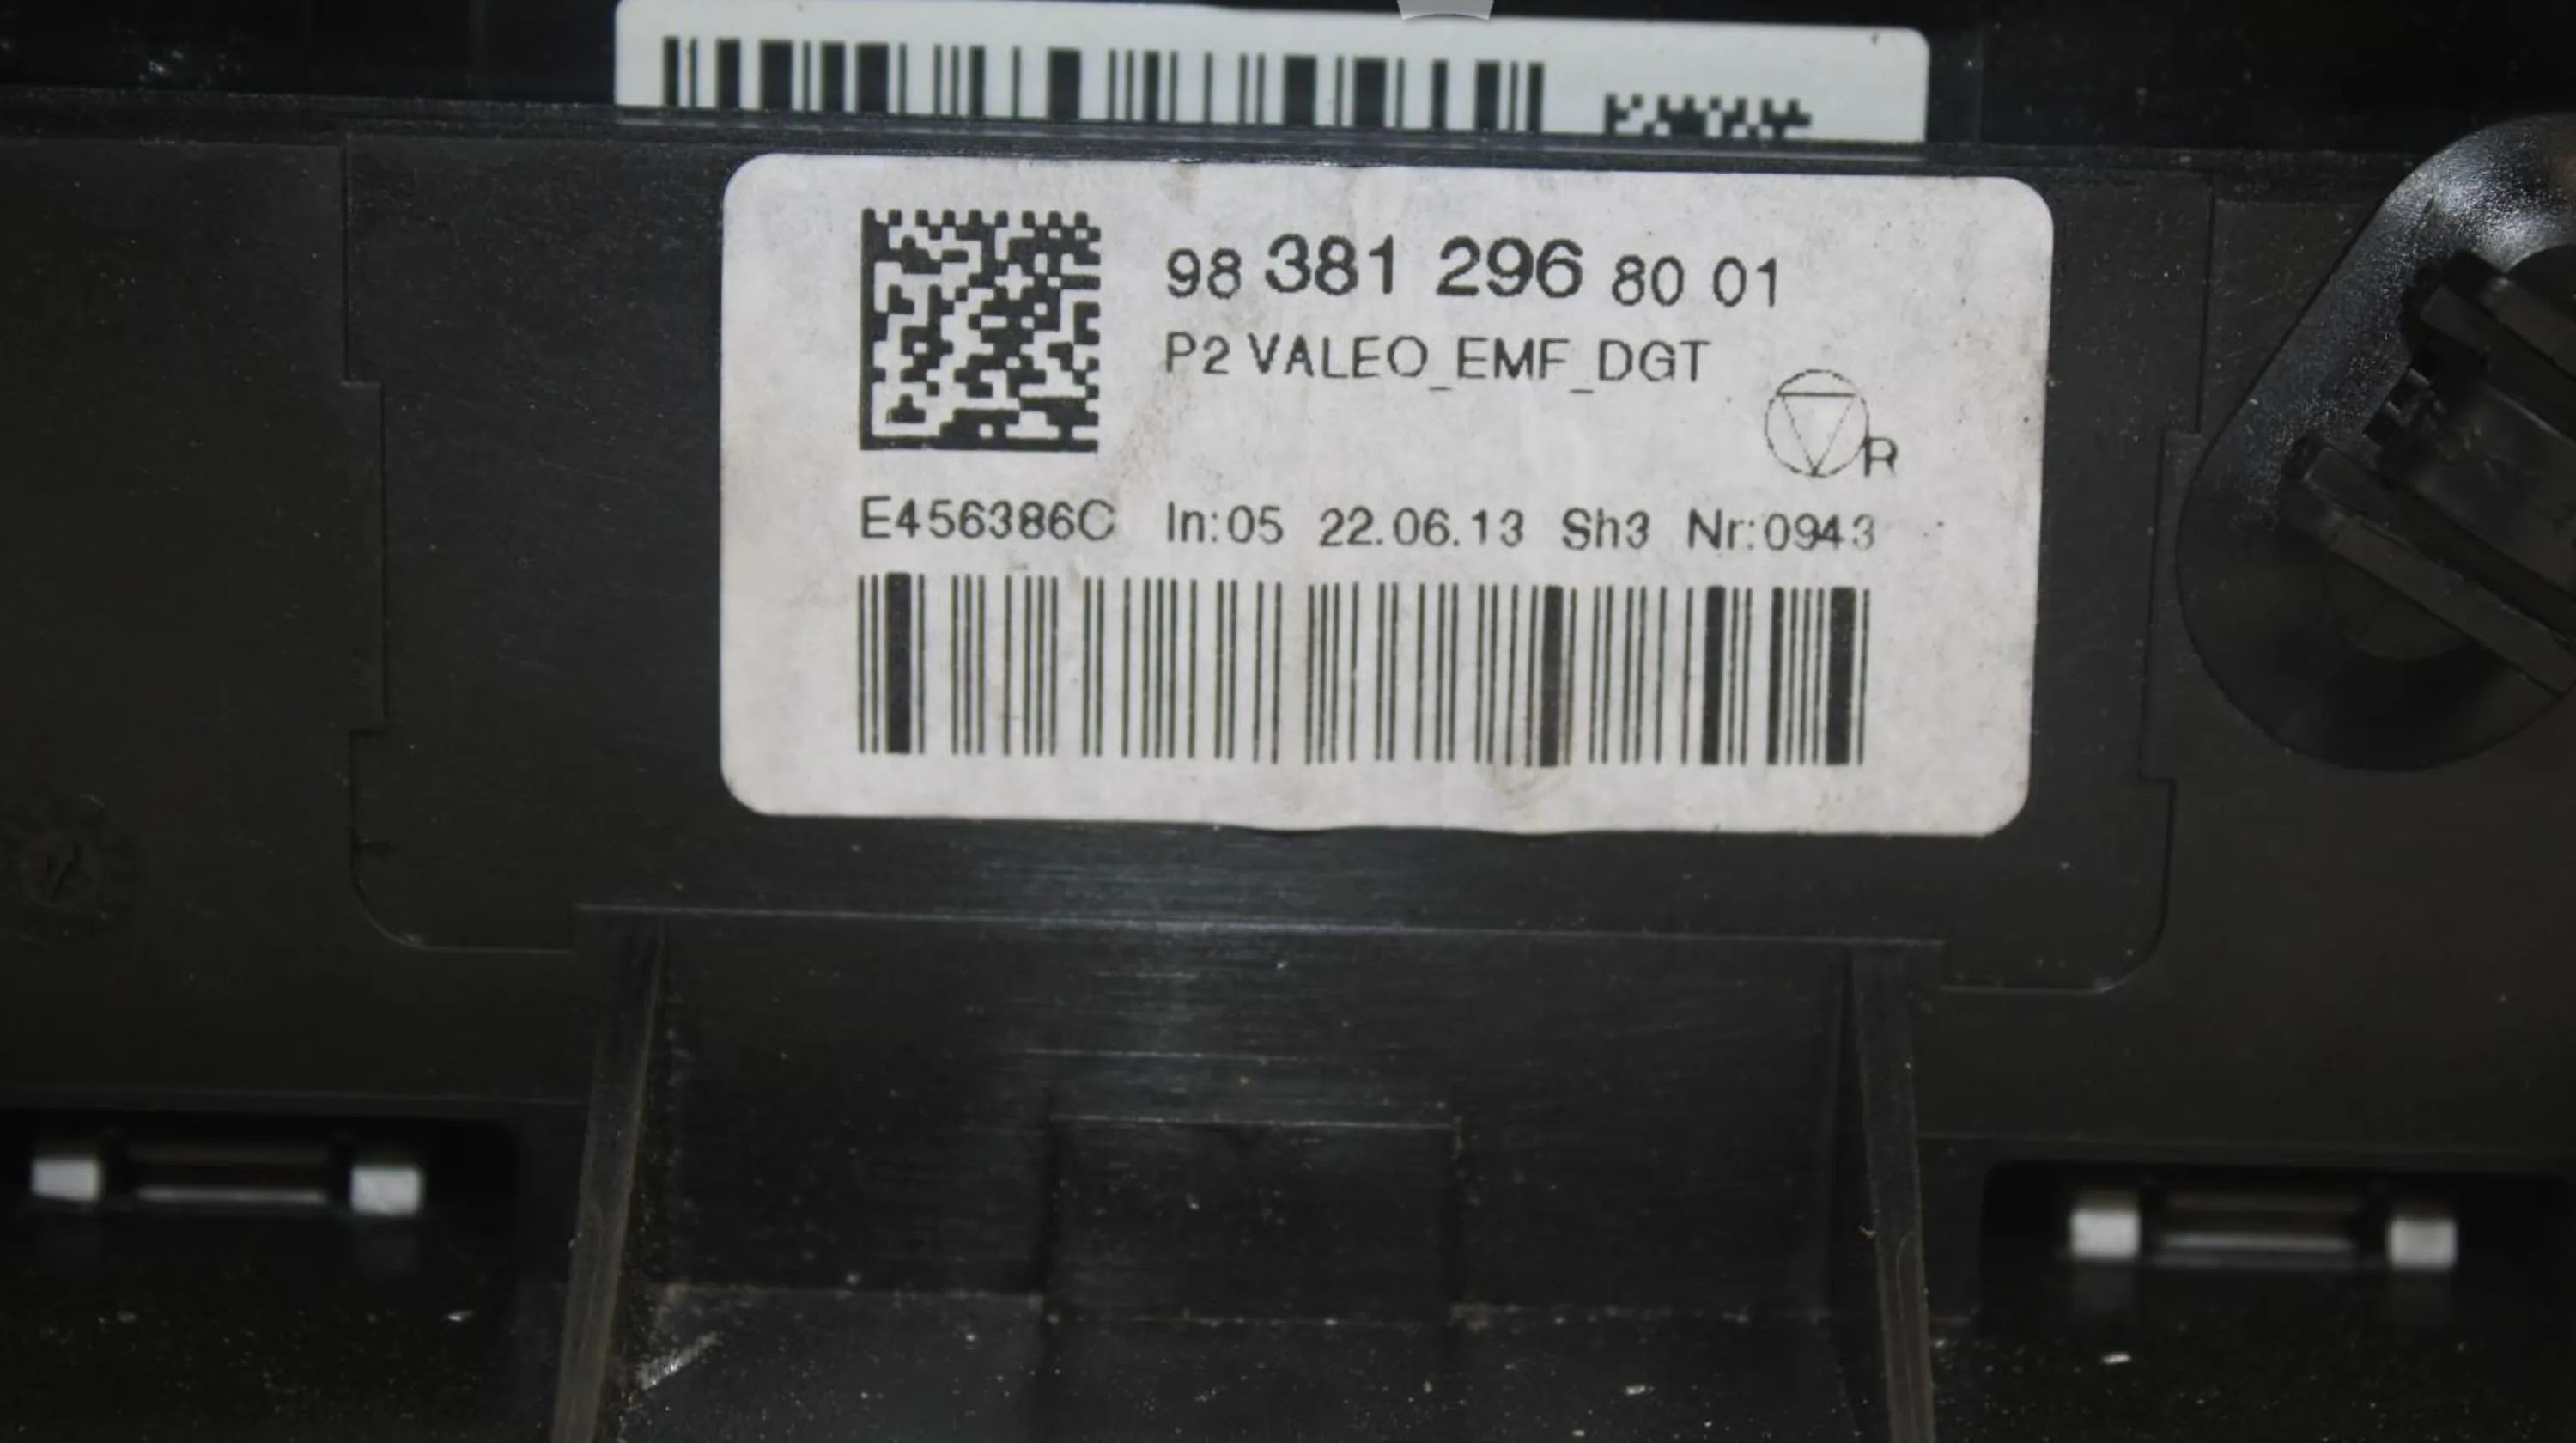 98 381 296 80 01
P2 VALEO_EMF_DGT
R
E456386C In:05 22.06.13 Sh3 Nr:0943